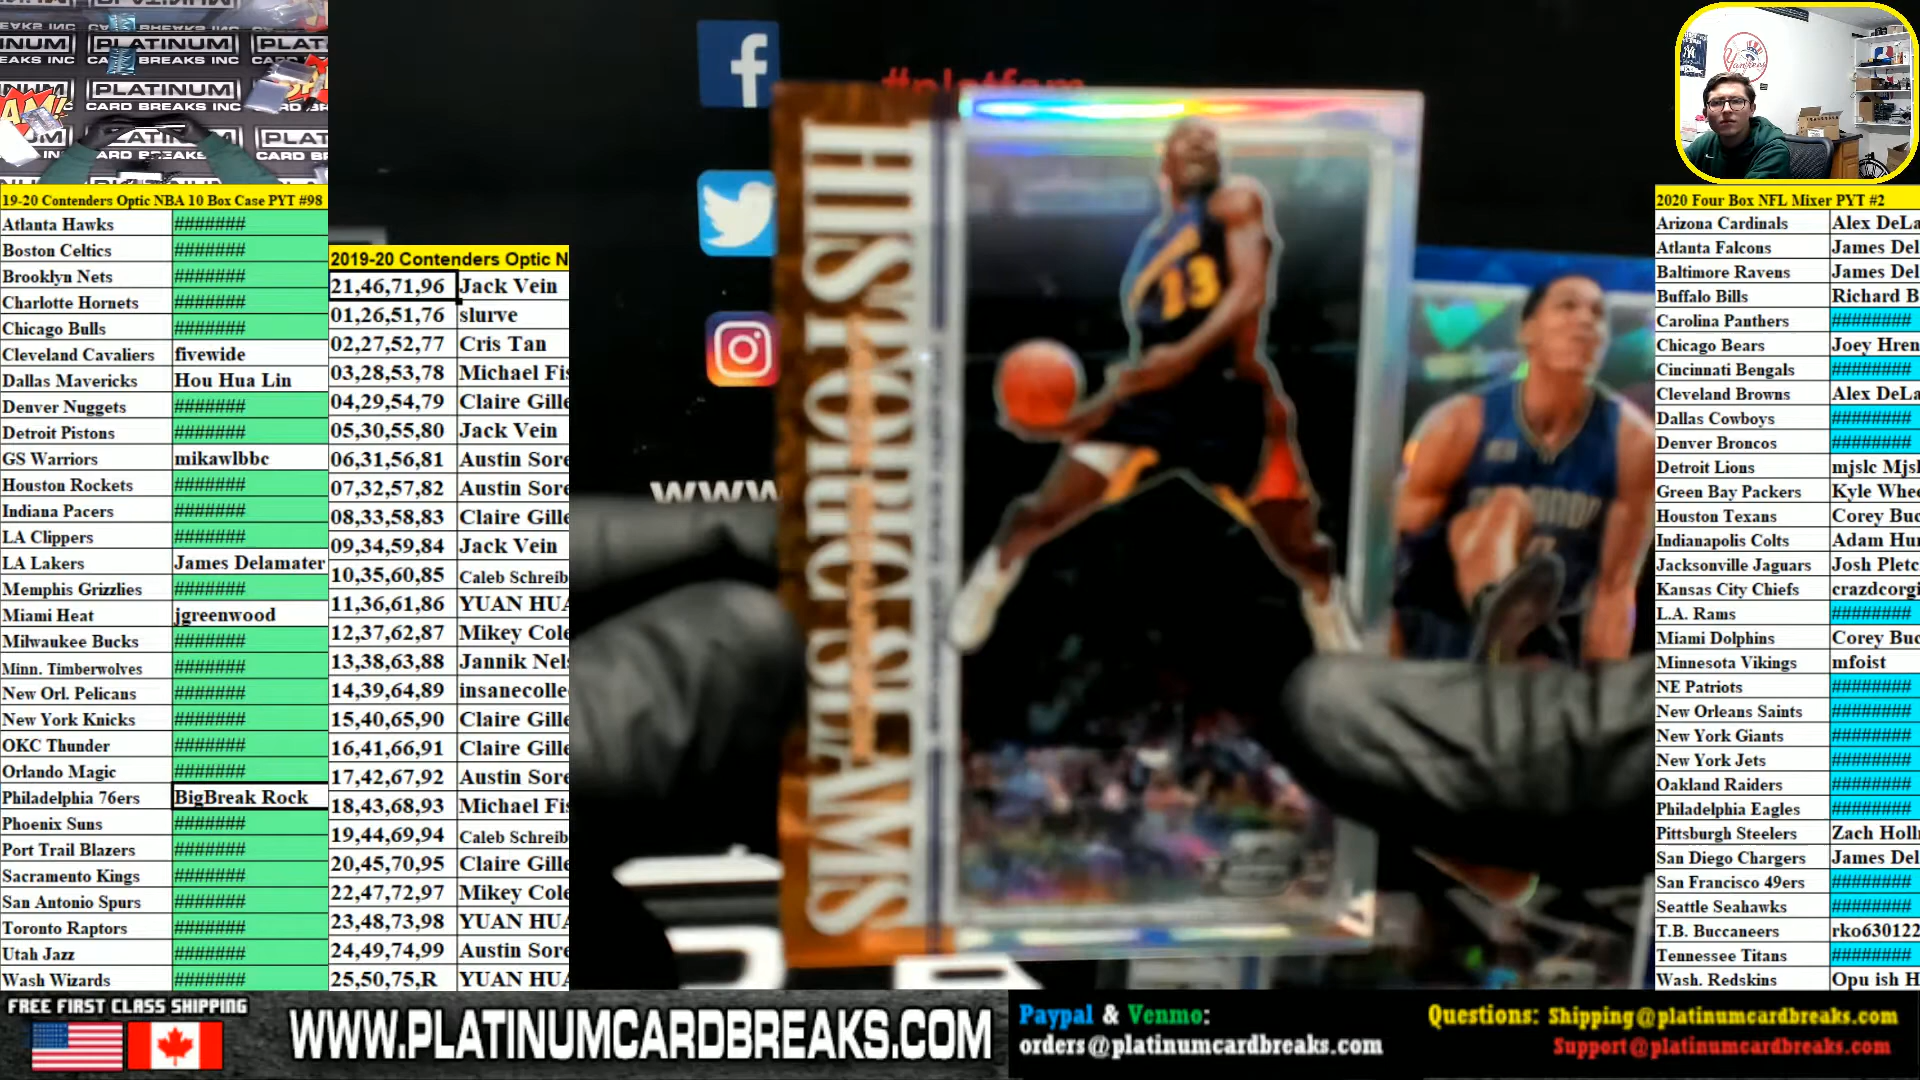 PLATINUM
CARD BREAKS INC
19-20 Contenders Optic NBA 10 Box Case PYT #98
Atlanta Hawks #######
Boston Celtics #######
Brooklyn Nets #######
Charlotte Hornets #######
Chicago Bulls #######
Cleveland Cavaliers fivewide
Dallas Mavericks Hou Hua Lin
Denver Nuggets #######
Detroit Pistons #######
GS Warriors mikawlbbc
Houston Rockets #######
Indiana Pacers #######
LA Clippers #######
LA Lakers James Delamater
Memphis Grizzlies #######
Miami Heat jgreenwood
Milwaukee Bucks #######
Minn. Timberwolves #######
New Orl. Pelicans #######
New York Knicks #######
OKC Thunder #######
Orlando Magic #######
Philadelphia 76ers BigBreak Rock
Phoenix Suns #######
Port Trail Blazers #######
Sacramento Kings #######
San Antonio Spurs #######
Toronto Raptors #######
Utah Jazz #######
Wash Wizards #######
2019-20 Contenders Optic N
21,46,71,96 Jack Vein
01,26,51,76 slurve
02,27,52,77 Cris Tan
03,28,53,78 Michael Fis
04,29,54,79 Claire Gille
05,30,55,80 Jack Vein
06,31,56,81 Austin Sore
07,32,57,82 Austin Sore
08,33,58,83 Claire Gille
09,34,59,84 Jack Vein
10,35,60,85 Caleb Schreib
11,36,61,86 YUAN HUA
12,37,62,87 Mikey Cole
13,38,63,88 Jannik Nels
14,39,64,89 insanecolle
15,40,65,90 Claire Gille
16,41,66,91 Claire Gille
17,42,67,92 Austin Sore
18,43,68,93 Michael Fis
19,44,69,94 Caleb Schreib
20,45,70,95 Claire Gille
22,47,72,97 Mikey Cole
23,48,73,98 YUAN HUA
24,49,74,99 Austin Sore
25,50,75,R YUAN HUA
#platfam
www
HISTORIC SLAMS
23
Yankees
2020 Four Box NFL Mixer PYT #2
Arizona Cardinals Alex DeLa
Atlanta Falcons James Del
Baltimore Ravens James Del
Buffalo Bills Richard B
Carolina Panthers ########
Chicago Bears Joey Hren
Cincinnati Bengals ########
Cleveland Browns Alex DeLa
Dallas Cowboys ########
Denver Broncos ########
Detroit Lions mjslc Mjsl
Green Bay Packers Kyle Whee
Houston Texans Corey Buc
Indianapolis Colts Adam Hun
Jacksonville Jaguars Josh Pletc
Kansas City Chiefs crazdcorgi
L.A. Rams ########
Miami Dolphins Corey Buc
Minnesota Vikings mfoist
NE Patriots ########
New Orleans Saints ########
New York Giants ########
New York Jets ########
Oakland Raiders ########
Philadelphia Eagles ########
Pittsburgh Steelers Zach Holl
San Diego Chargers James Del
San Francisco 49ers ########
Seattle Seahawks ########
T.B. Buccaneers rko630122
Tennessee Titans ########
Wash. Redskins Opu ish H
FREE FIRST CLASS SHIPPING
WWW.PLATINUMCARDBREAKS.COM
Paypal & Venmo:
orders@platinumcardbreaks.com
Questions: Shipping@platinumcardbreaks.com
Support@platinumcardbreaks.com